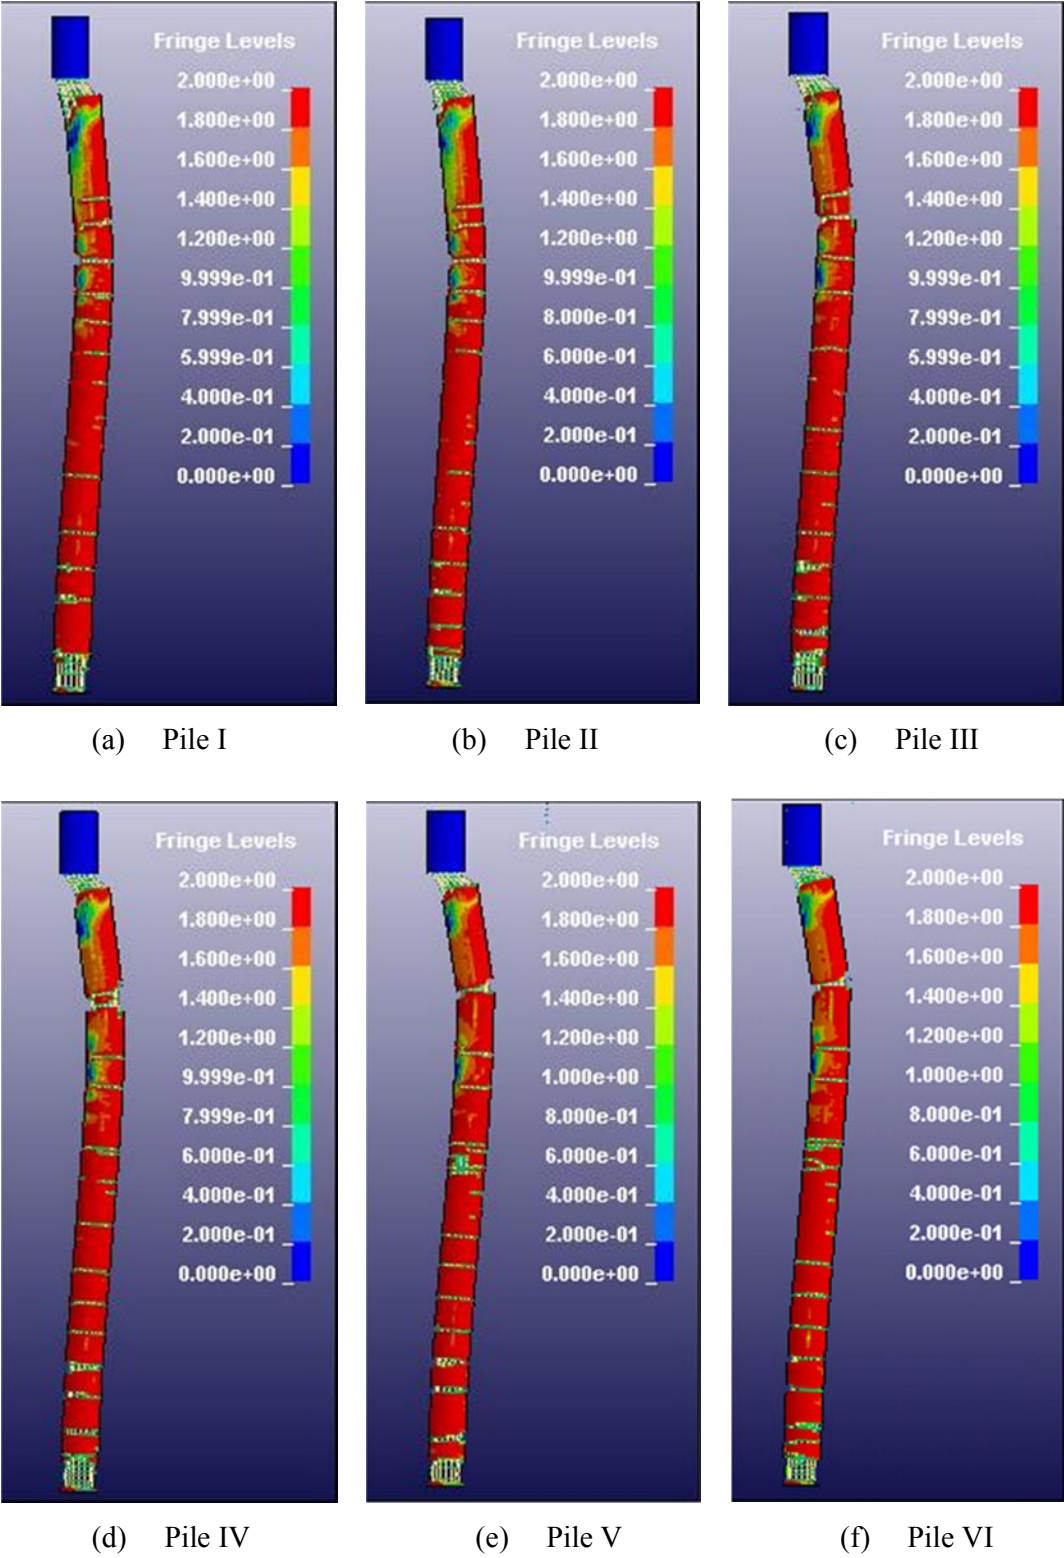 Fringe Levels
2.000e+00
1.800e+00
1.600e+00
1.400e+00
1.200e+00
9.999e-01
7.999e-01
5.999e-01
4.000e-01
2.000e-01
0.000e+00
(a) Pile I
Fringe Levels
2.000e+00
1.800e+00
1.600e+00
1.400e+00
1.200e+00
9.999e-01
8.000e-01
6.000e-01
4.000e-01
2.000e-01
0.000e+00
(b) Pile II
Fringe Levels
2.000e+00
1.800e+00
1.600e+00
1.400e+00
1.200e+00
9.999e-01
7.999e-01
5.999e-01
4.000e-01
2.000e-01
0.000e+00
(c) Pile III
Fringe Levels
2.000e+00
1.800e+00
1.600e+00
1.400e+00
1.200e+00
9.999e-01
7.999e-01
6.000e-01
4.000e-01
2.000e-01
0.000e+00
(d) Pile IV
Fringe Levels
2.000e+00
1.800e+00
1.600e+00
1.400e+00
1.200e+00
1.000e+00
8.000e-01
6.000e-01
4.000e-01
2.000e-01
0.000e+00
(e) Pile V
Fringe Levels
2.000e+00
1.800e+00
1.600e+00
1.400e+00
1.200e+00
1.000e+00
8.000e-01
6.000e-01
4.000e-01
2.000e-01
0.000e+00
(f) Pile VI